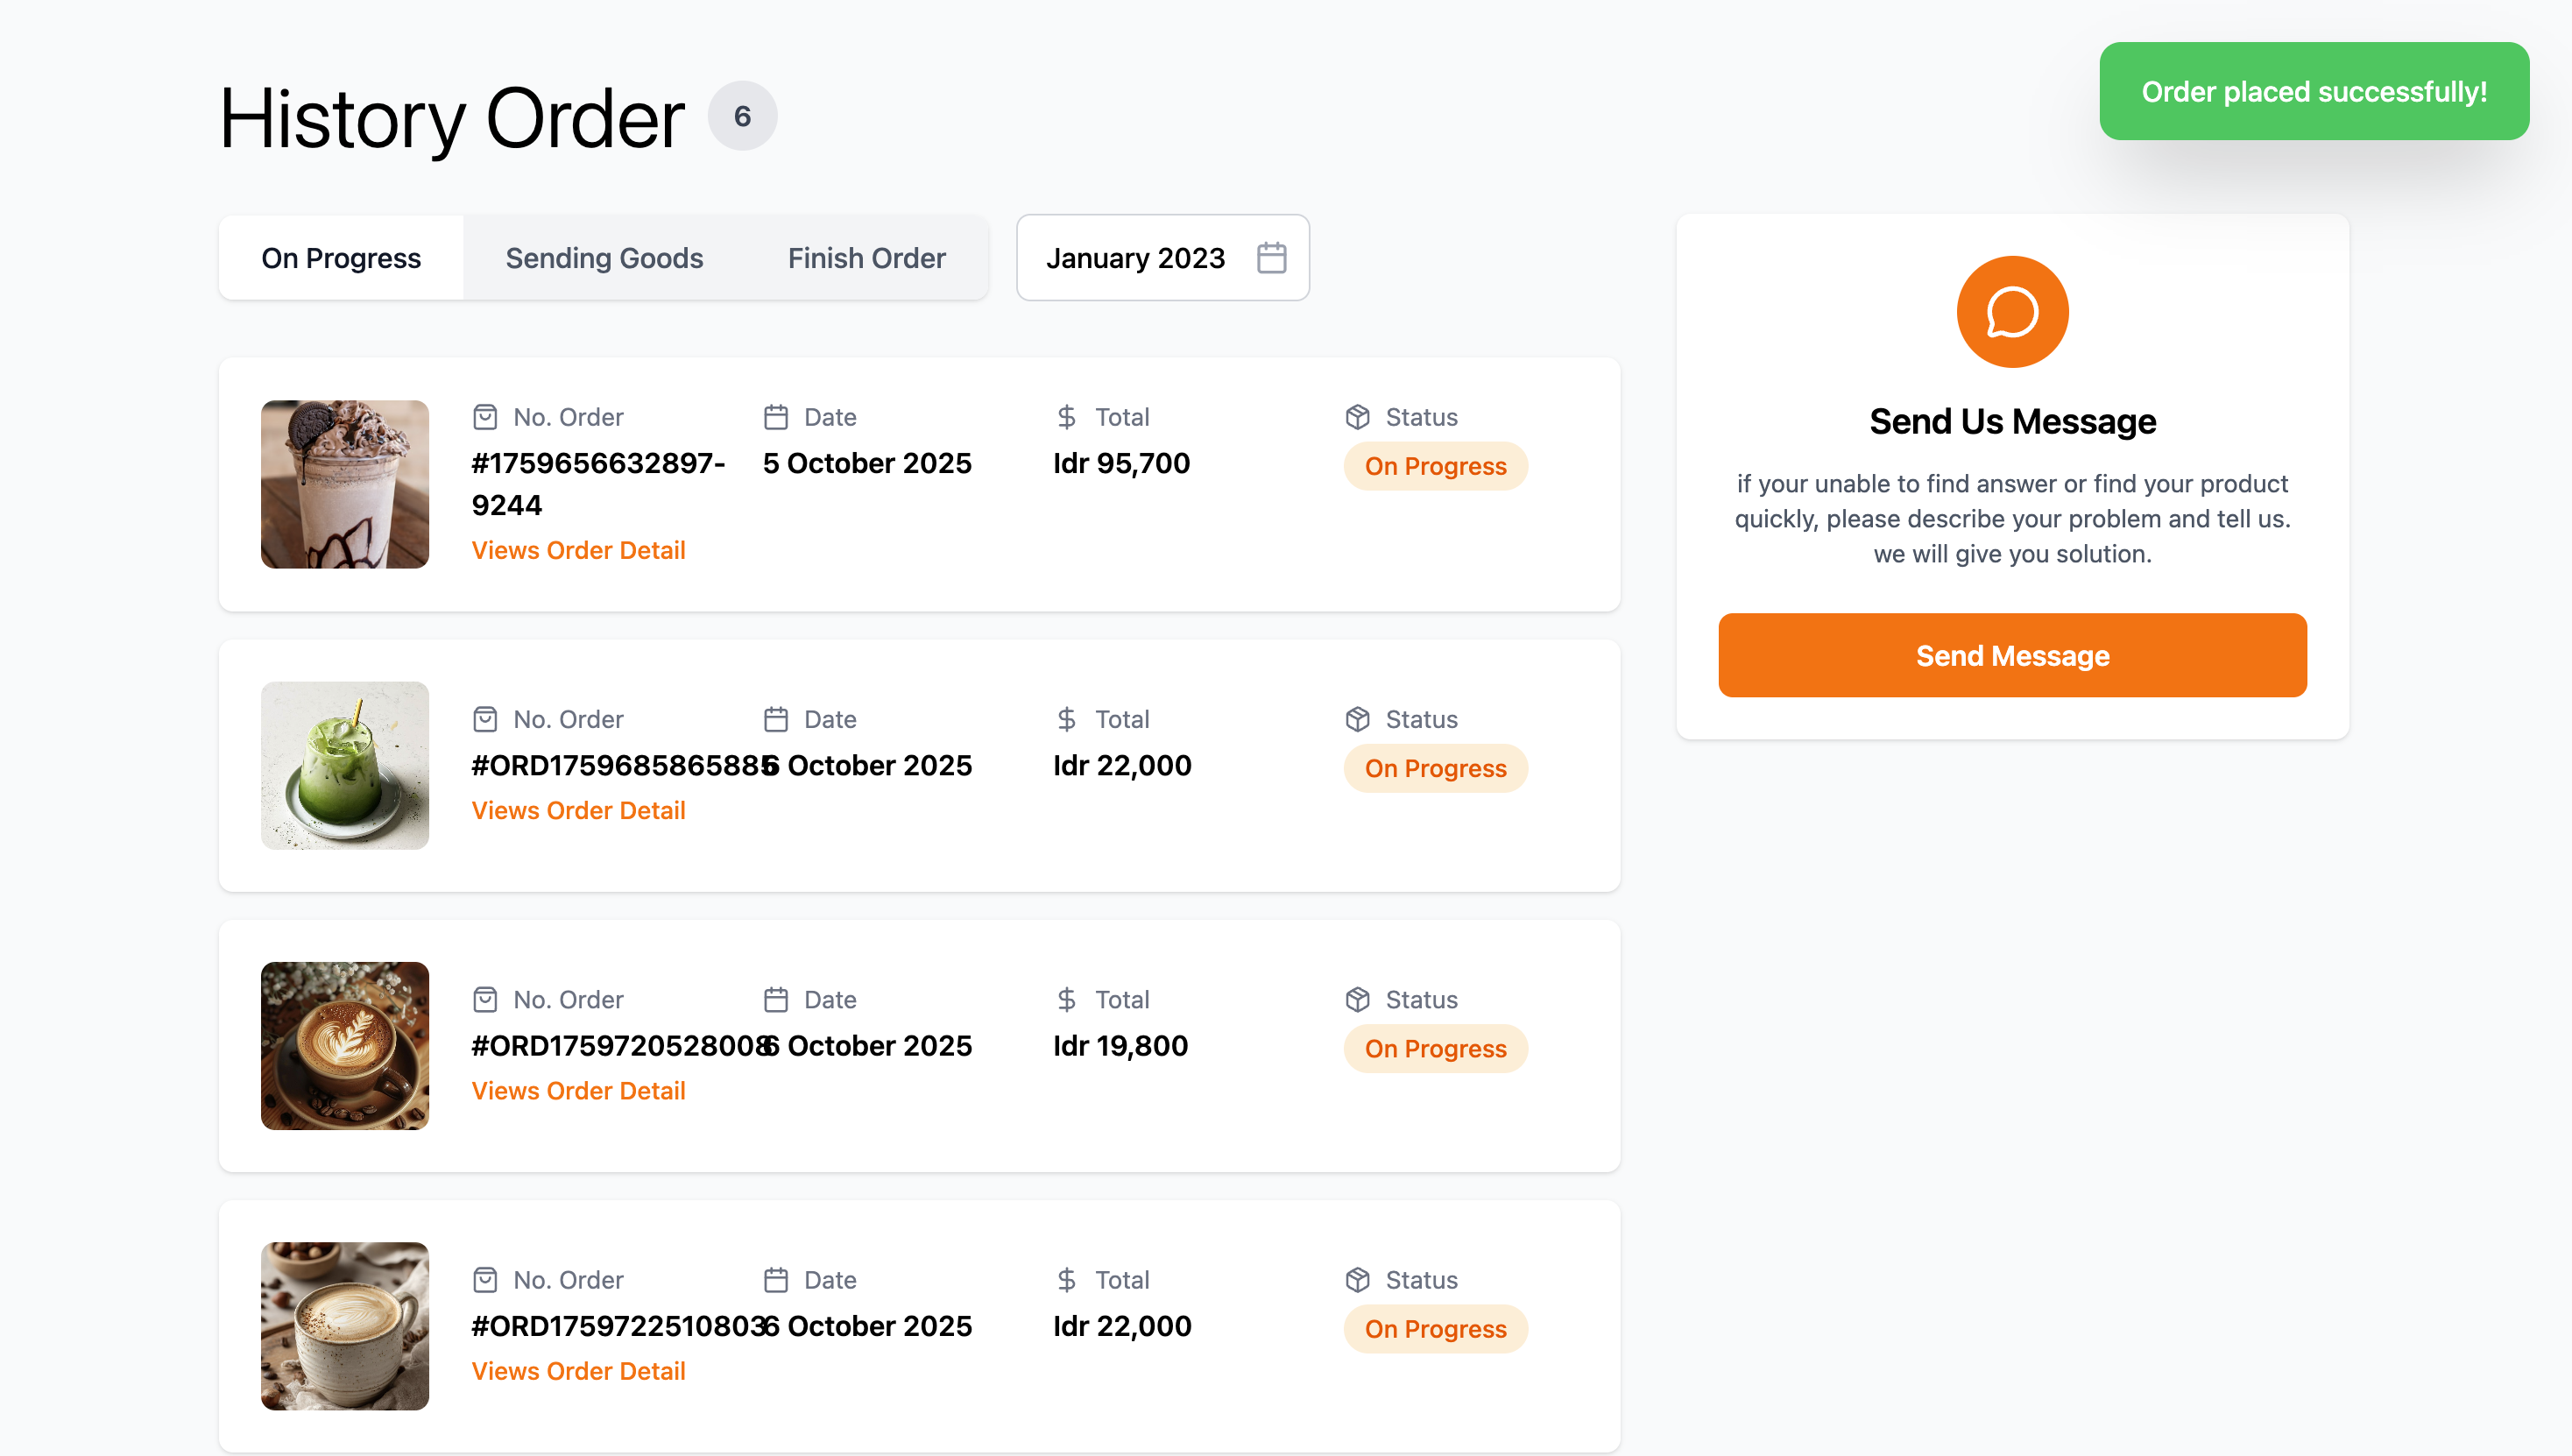 History Order 6
Order placed successfully!
On Progress Sending Goods Finish Order January 2023
No. Order Date Total Status
#1759656632897-
9244
5 October 2025 Idr 95,700 On Progress
Views Order Detail
No. Order Date Total Status
#ORD1759685865885 6 October 2025 Idr 22,000 On Progress
Views Order Detail
No. Order Date Total Status
#ORD1759720528008 6 October 2025 Idr 19,800 On Progress
Views Order Detail
No. Order Date Total Status
#ORD1759722510803 6 October 2025 Idr 22,000 On Progress
Views Order Detail
Send Us Message
if your unable to find answer or find your product
quickly, please describe your problem and tell us.
we will give you solution.
Send Message